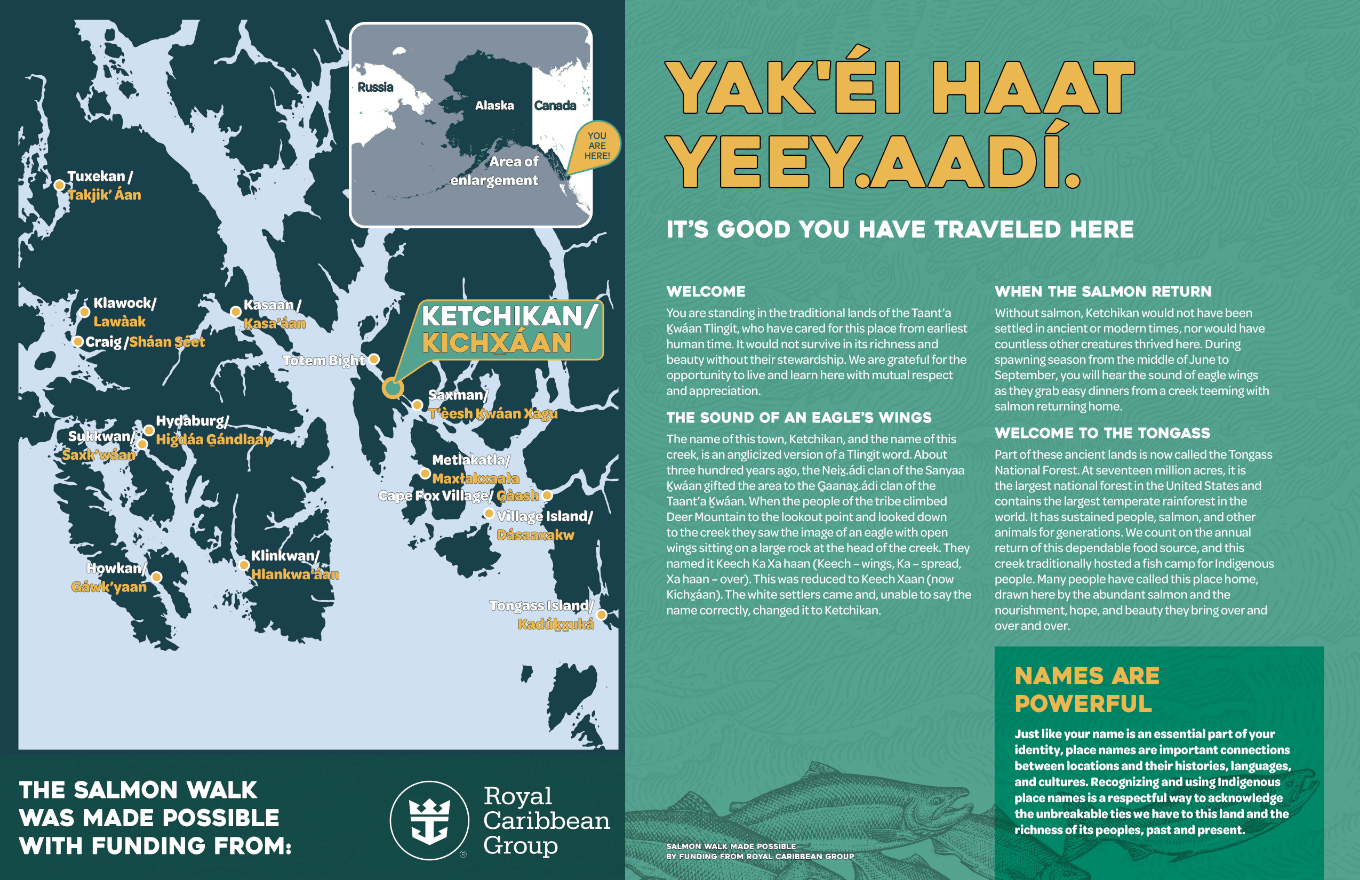 Russia
Alaska
Canada
YOU
ARE
HERE!
Area of
enlargement
Tuxekan /
Takjik’ Áan
Klawock/
Lawàak
Kasaan /
Kasa'áan
Craig /Sháan Séet
KETCHIKAN/
KICHX̱ÁAN
Totem Bight
Saxman/
T’èesh Ḵwáan Xagu
Hydaburg/
Higdáa G̱ándlaay
Sukkwan/
Saxk’wáan
Metlakatla/
Maxtakxaata
Cape Fox Village/ Gàash
Village Island/
Dàsaaxakw
Klinkwan/
Hlankwa'áan
Howkan/
G̱áwk’yaan
Tongass Island/
Kadúḵx̱uká
THE SALMON WALK
WAS MADE POSSIBLE
WITH FUNDING FROM:
Royal
Caribbean
Group
YAK'ÉI HAAT
YEEY.AADÍ.
IT’S GOOD YOU HAVE TRAVELED HERE
WELCOME
You are standing in the traditional lands of the Taant’a
Ḵwáan Tlingit, who have cared for this place from earliest
human time. It would not survive in its richness and
beauty without their stewardship. We are grateful for the
opportunity to live and learn here with mutual respect
and appreciation.
THE SOUND OF AN EAGLE’S WINGS
The name of this town, Ketchikan, and the name of this
creek, is an anglicized version of a Tlingit word. About
three hundred years ago, the Neix̱.ádi clan of the Sanyaa
Ḵwáan gifted the area to the G̱aanax̱.ádi clan of the
Taant’a Ḵwáan. When the people of the tribe climbed
Deer Mountain to the lookout point and looked down
to the creek they saw the image of an eagle with open
wings sitting on a large rock at the head of the creek. They
named it Keech Ka Xa haan (Keech – wings, Ka – spread,
Xa haan – over). This was reduced to Keech Xaan (now
Kichx̱áan). The white settlers came and, unable to say the
name correctly, changed it to Ketchikan.
WHEN THE SALMON RETURN
Without salmon, Ketchikan would not have been
settled in ancient or modern times, nor would have
countless other creatures thrived here. During
spawning season from the middle of June to
September, you will hear the sound of eagle wings
as they grab easy dinners from a creek teeming with
salmon returning home.
WELCOME TO THE TONGASS
Part of these ancient lands is now called the Tongass
National Forest. At seventeen million acres, it is
the largest national forest in the United States and
contains the largest temperate rainforest in the
world. It has sustained people, salmon, and other
animals for generations. We count on the annual
return of this dependable food source, and this
creek traditionally hosted a fish camp for Indigenous
people. Many people have called this place home,
drawn here by the abundant salmon and the
nourishment, hope, and beauty they bring over and
over and over.
NAMES ARE
POWERFUL
Just like your name is an essential part of your
identity, place names are important connections
between locations and their histories, languages,
and cultures. Recognizing and using Indigenous
place names is a respectful way to acknowledge
the unbreakable ties we have to this land and the
richness of its peoples, past and present.
SALMON WALK MADE POSSIBLE
BY FUNDING FROM ROYAL CARIBBEAN GROUP